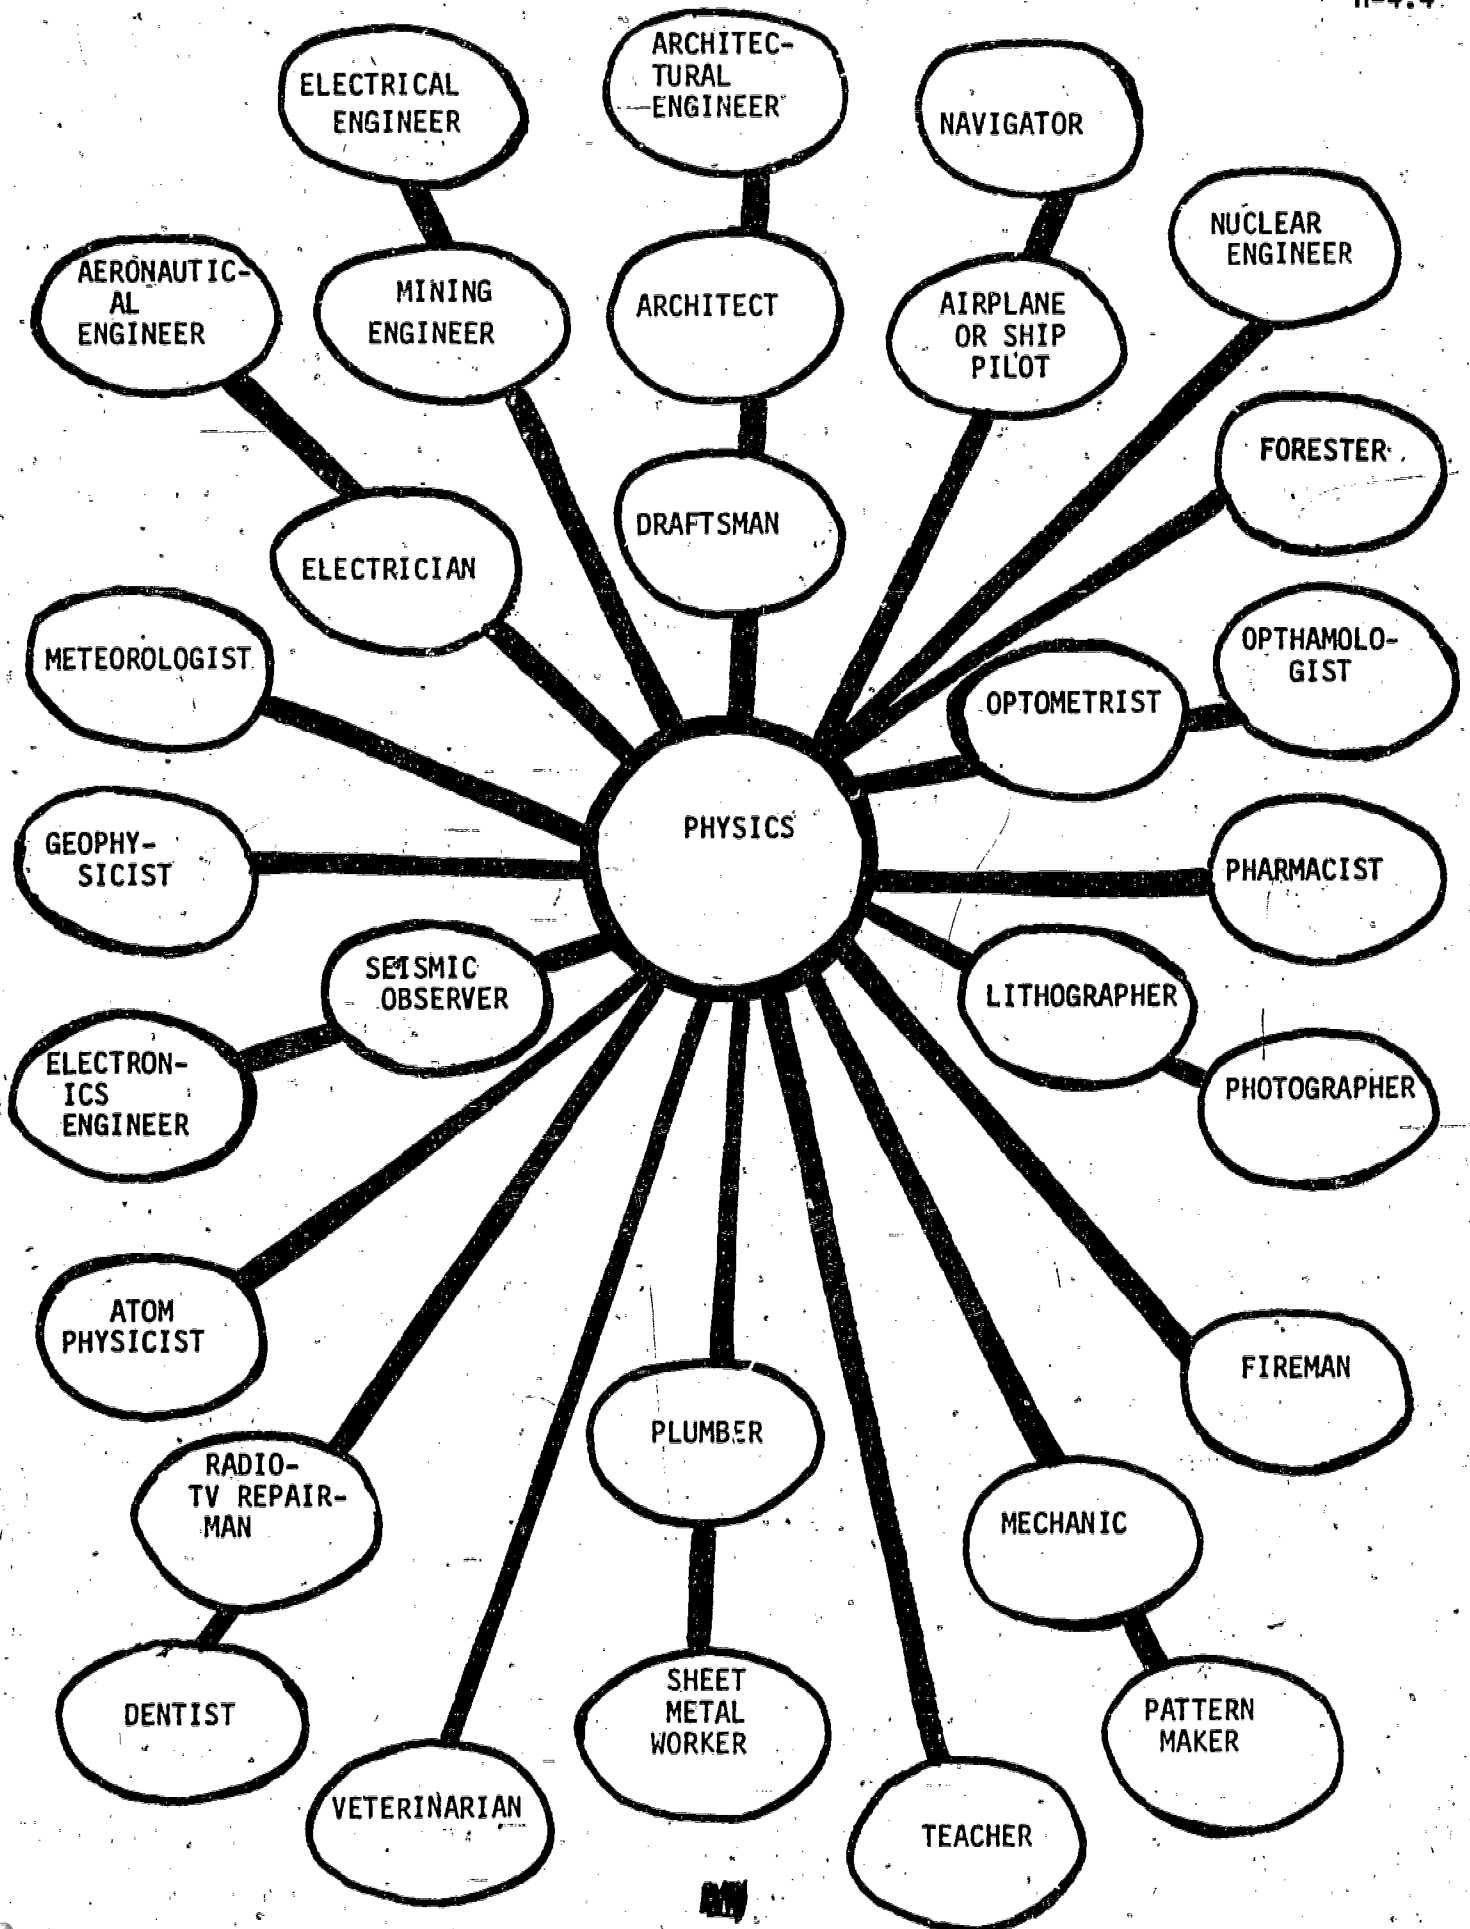 ELECTRICAL
ENGINEER
ARCHITEC-
TURAL
ENGINEER
NAVIGATOR
NUCLEAR
ENGINEER
AERONAUTIC-
AL
ENGINEER
MINING
ENGINEER
ARCHITECT
AIRPLANE
OR SHIP
PILOT
FORESTER
ELECTRICIAN
DRAFTSMAN
METEOROLOGIST
OPTOMETRIST
OPTHAMOLO-
GIST
PHYSICS
GEOPHY-
SICIST
PHARMACIST
SEISMIC
OBSERVER
LITHOGRAPHER
ELECTRON-
ICS
ENGINEER
PHOTOGRAPHER
ATOM
PHYSICIST
FIREMAN
RADIO-
TV REPAIR-
MAN
PLUMBER
MECHANIC
DENTIST
SHEET
METAL
WORKER
PATTERN
MAKER
VETERINARIAN
TEACHER